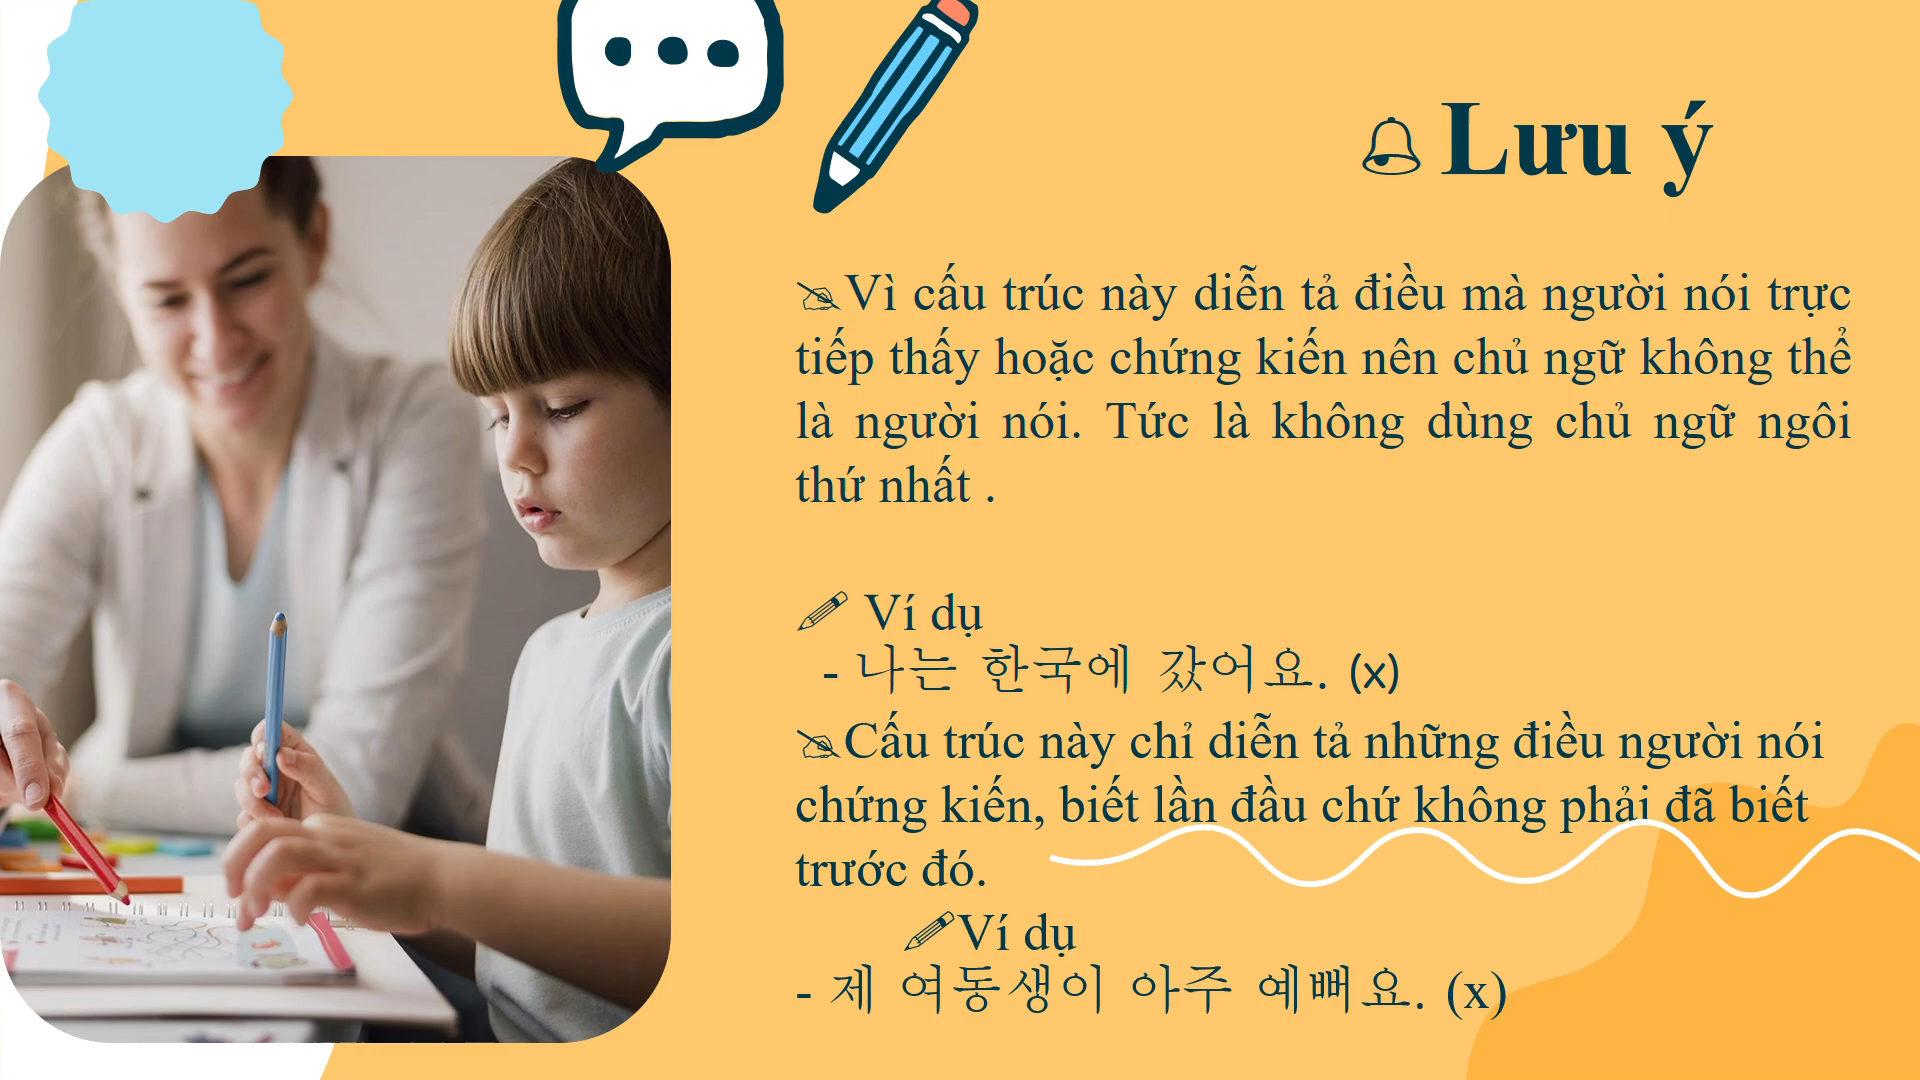 Lưu ý
Vì cấu trúc này diễn tả điều mà người nói trực
tiếp thấy hoặc chứng kiến nên chủ ngữ không thể
là người nói. Tức là không dùng chủ ngữ ngôi
thứ nhất .
Ví dụ
- 나는 한국에 갔어요. (x)
Cấu trúc này chỉ diễn tả những điều người nói
chứng kiến, biết lần đầu chứ không phải đã biết
trước đó.
Ví dụ
- 제 여동생이 아주 예뻐요. (x)